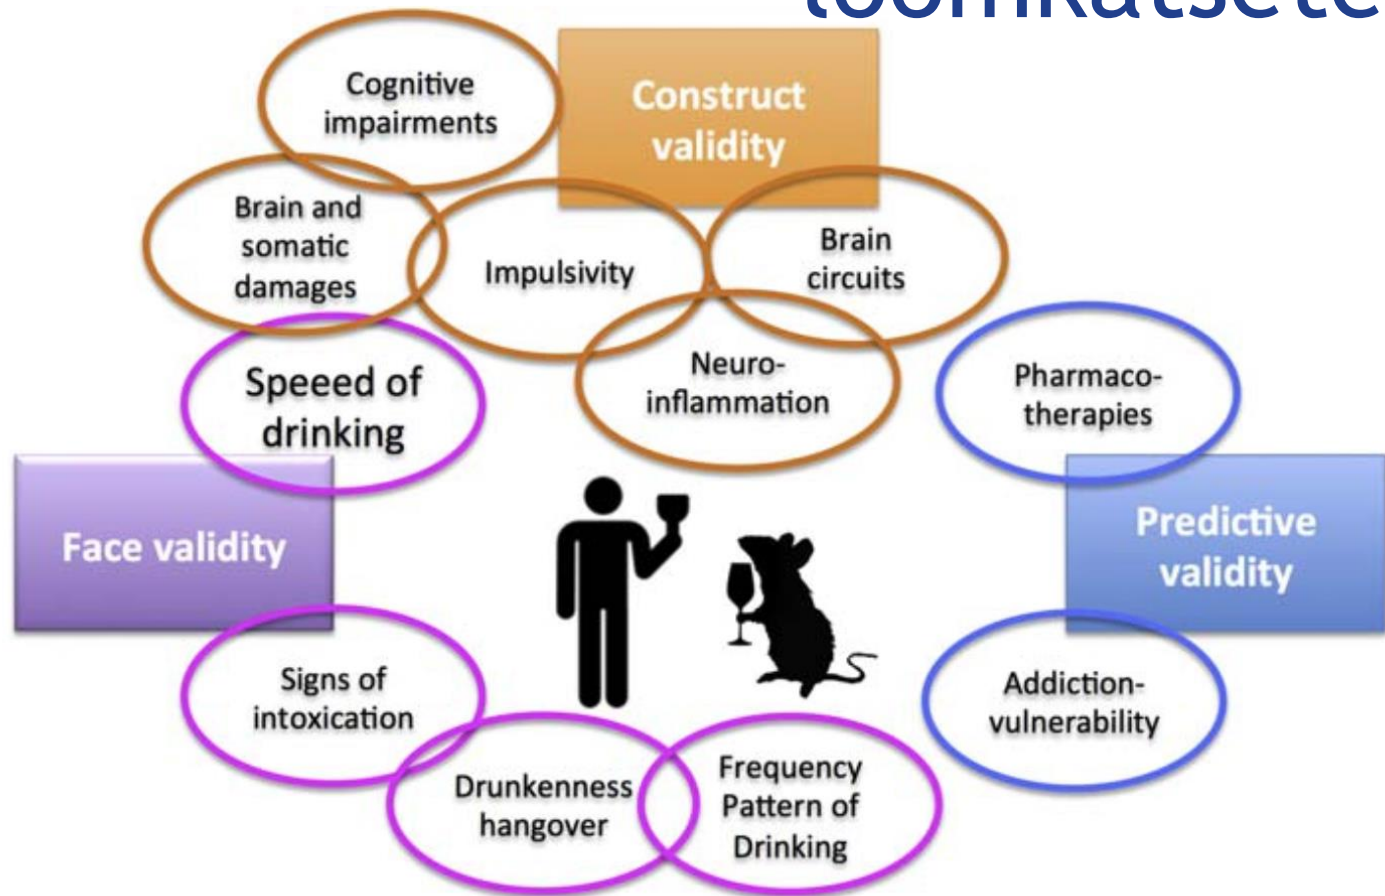 loomkatsete
Cognitive
impairments
Construct
validity
Brain and
somatic
damages
Impulsivity
Brain
circuits
Neuro-
inflammation
Speeed of
drinking
Pharmaco-
therapies
Face validity
Predictive
validity
Signs of
intoxication
Addiction-
vulnerability
Drunkenness
hangover
Frequency
Pattern of
Drinking